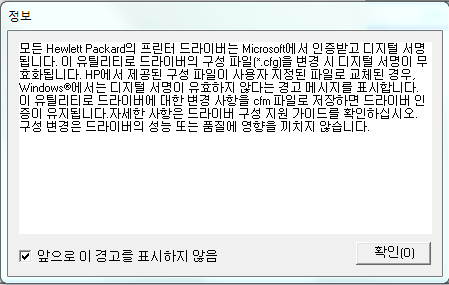 정보
모든 Hewlett Packard의 프린터 드라이버는 Microsoft에서 인증받고 디지털 서명
됩니다. 이 유틸리티로 드라이버의 구성 파일(*.cfg)을 변경 시 디지털 서명이 무
효화됩니다. HP에서 제공된 구성 파일이 사용자 지정된 파일로 교체된 경우,
Windows®에서는 디지털 서명이 유효하지 않다는 경고 메시지를 표시합니다.
이 유틸리티로 드라이버에 대한 변경 사항을 cfm 파일로 저장하면 드라이버 인
증이 유지됩니다.자세한 사항은 드라이버 구성 지원 가이드를 확인하십시오.
구성 변경은 드라이버의 성능 또는 품질에 영향을 끼치지 않습니다.
앞으로 이 경고를 표시하지 않음
확인(O)